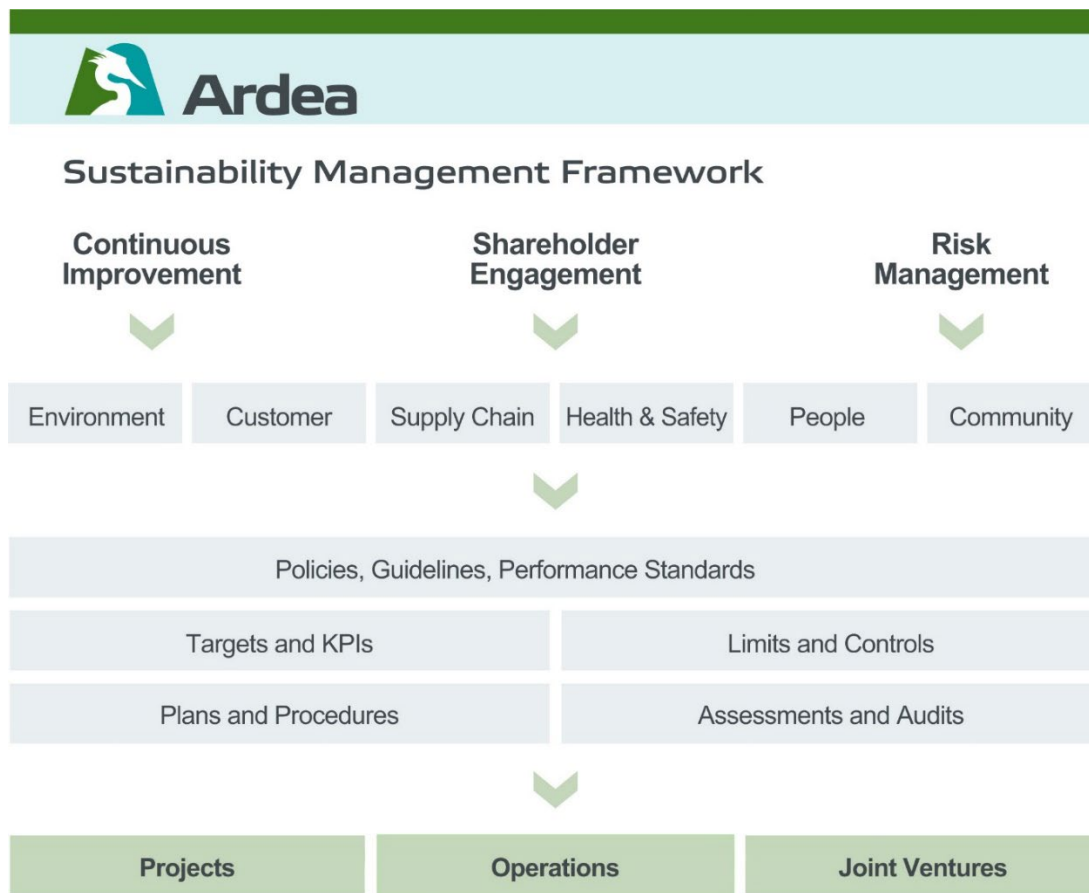 Ardea
Sustainability Management Framework
Continuous
Improvement
Shareholder
Engagement
Risk
Management
Environment
Customer
Supply Chain
Health & Safety
People
Community
Policies, Guidelines, Performance Standards
Targets and KPIs
Limits and Controls
Plans and Procedures
Assessments and Audits
Projects
Operations
Joint Ventures